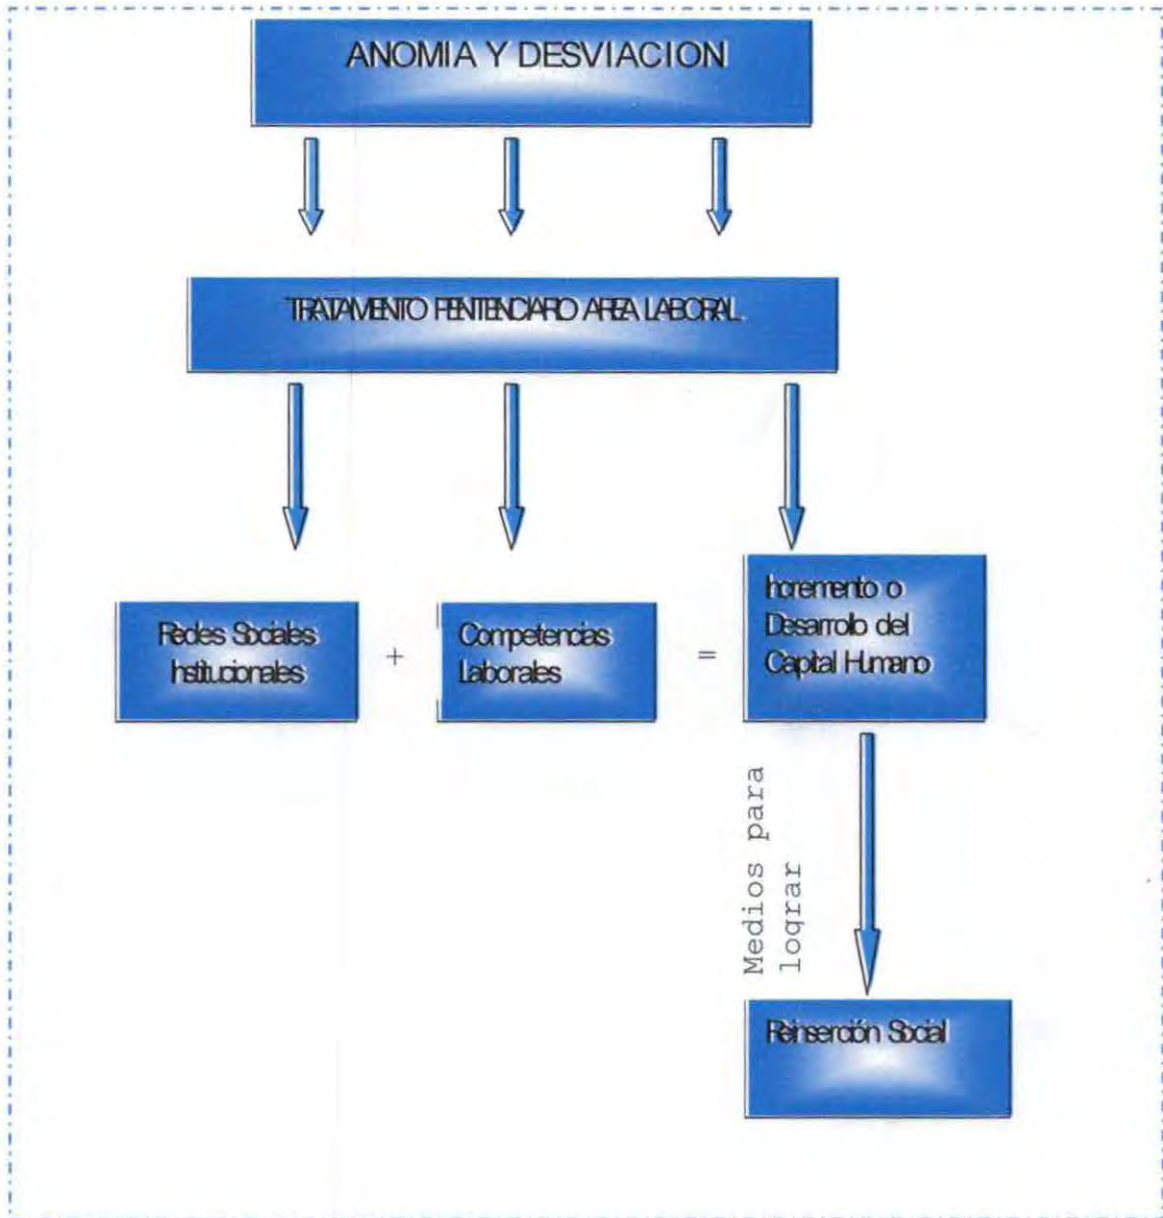 ANOMIA Y DESVIACION
TRATAMIENTO PENITENCIARIO AREA LABORAL.
Redes Sociales
Institucionales
+
Competencias
Laborales
=
Incremento o
Desarrollo del
Capital Humano
Medios para
lograr
Reinserción Social